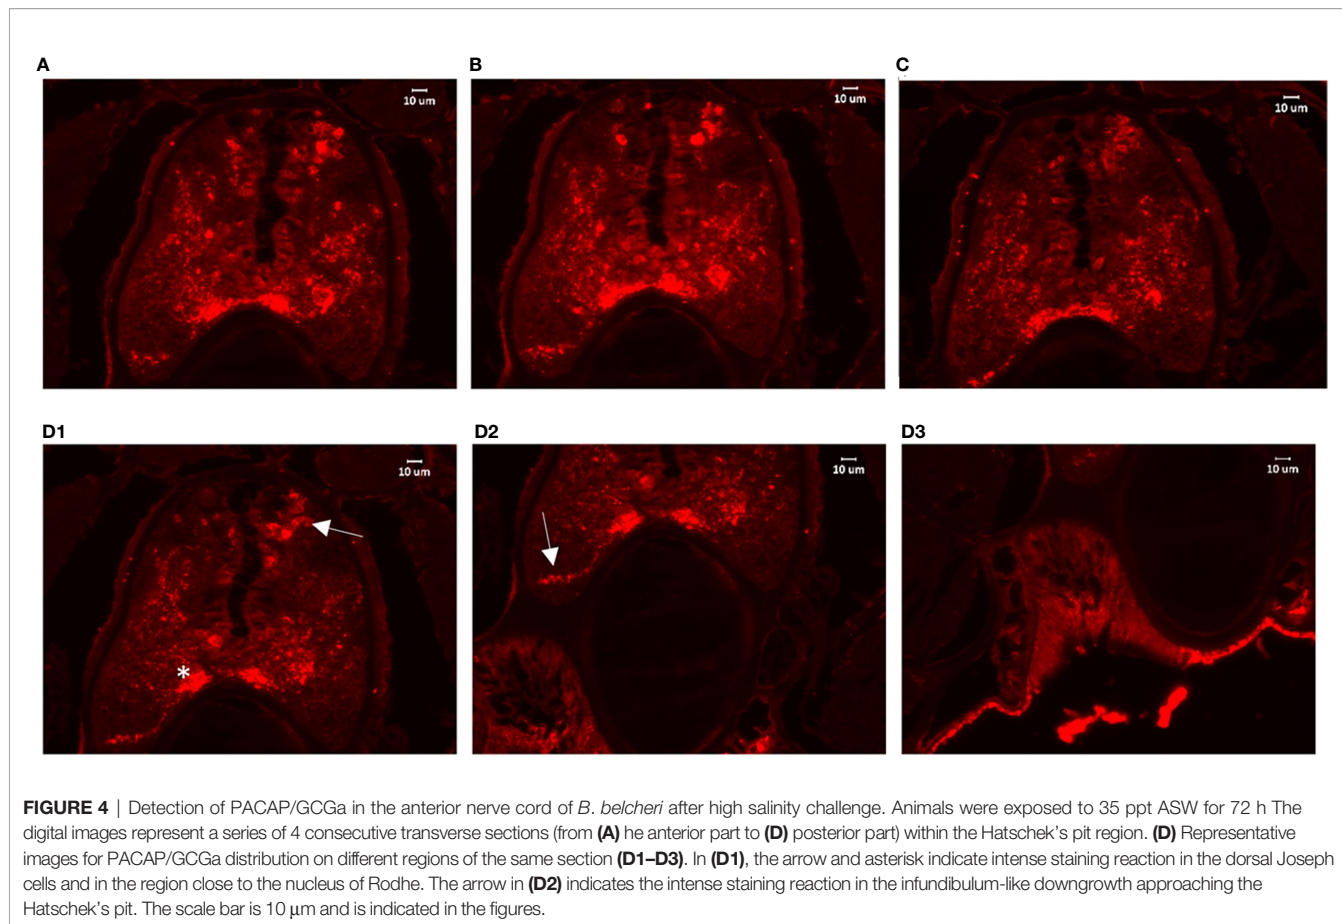 A
B
C
10 um
10 um
10 um
D1
D2
D3
10 um
10 um
10 um
*
FIGURE 4 | Detection of PACAP/GCGa in the anterior nerve cord of B. belcheri after high salinity challenge. Animals were exposed to 35 ppt ASW for 72 h The
digital images represent a series of 4 consecutive transverse sections (from (A) he anterior part to (D) posterior part) within the Hatschek's pit region. (D) Representative
images for PACAP/GCGa distribution on different regions of the same section (D1–D3). In (D1), the arrow and asterisk indicate intense staining reaction in the dorsal Joseph
cells and in the region close to the nucleus of Rodhe. The arrow in (D2) indicates the intense staining reaction in the infundibulum-like downgrowth approaching the
Hatschek's pit. The scale bar is 10 μm and is indicated in the figures.